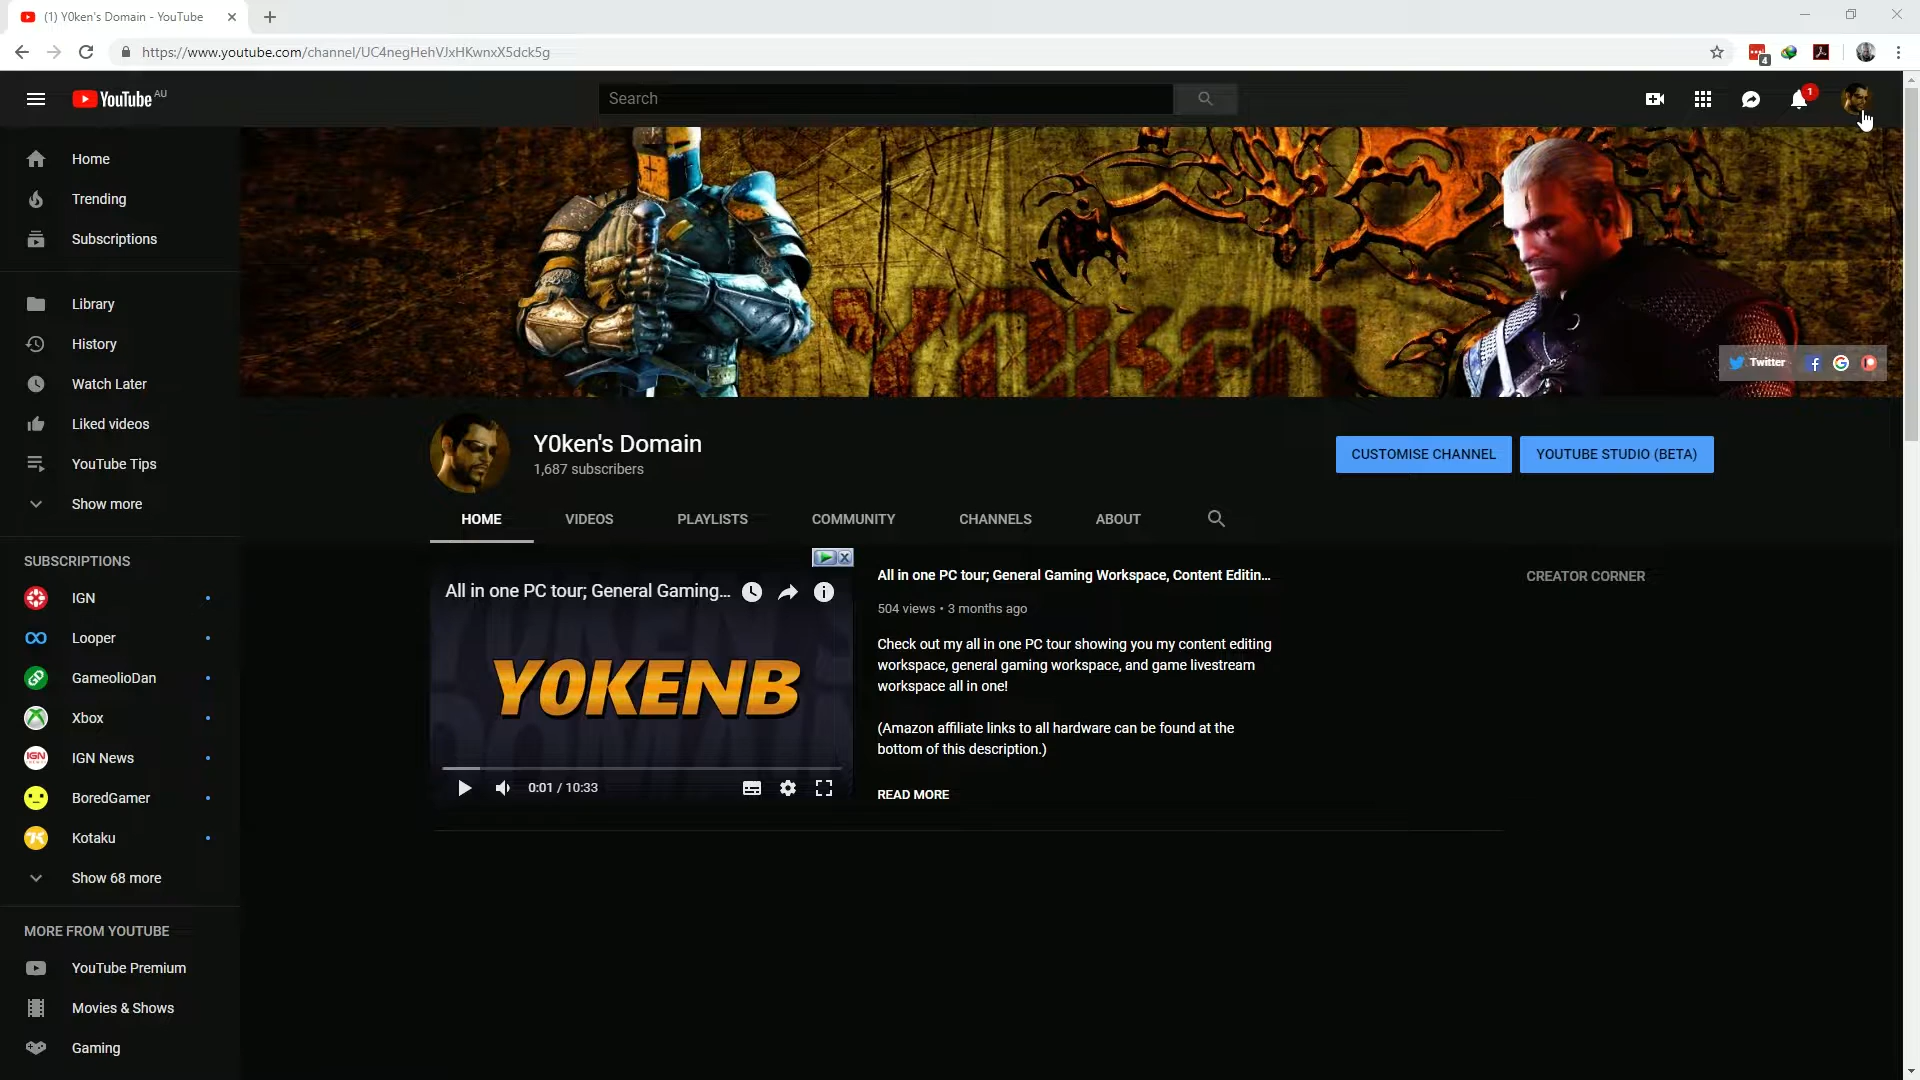 (1) Y0ken's Domain - YouTube
https://www.youtube.com/channel/UC4negHehVJxHKwnxX5dck5g
4
YouTube AU
Search
1
Home
Trending
Subscriptions
Library
History
Watch Later
Liked videos
YouTube Tips
Show more
SUBSCRIPTIONS
IGN
Looper
GameolioDan
Xbox
IGN News
BoredGamer
Kotaku
Show 68 more
MORE FROM YOUTUBE
YouTube Premium
Movies & Shows
Gaming
Y0KEN
Twitter
Y0ken's Domain
1,687 subscribers
CUSTOMISE CHANNEL
YOUTUBE STUDIO (BETA)
HOME
VIDEOS
PLAYLISTS
COMMUNITY
CHANNELS
ABOUT
All in one PC tour; General Gaming...
Y0KENB
0:01 / 10:33
All in one PC tour; General Gaming Workspace, Content Editin...
504 views • 3 months ago
Check out my all in one PC tour showing you my content editing
workspace, general gaming workspace, and game livestream
workspace all in one!
(Amazon affiliate links to all hardware can be found at the
bottom of this description.)
READ MORE
CREATOR CORNER